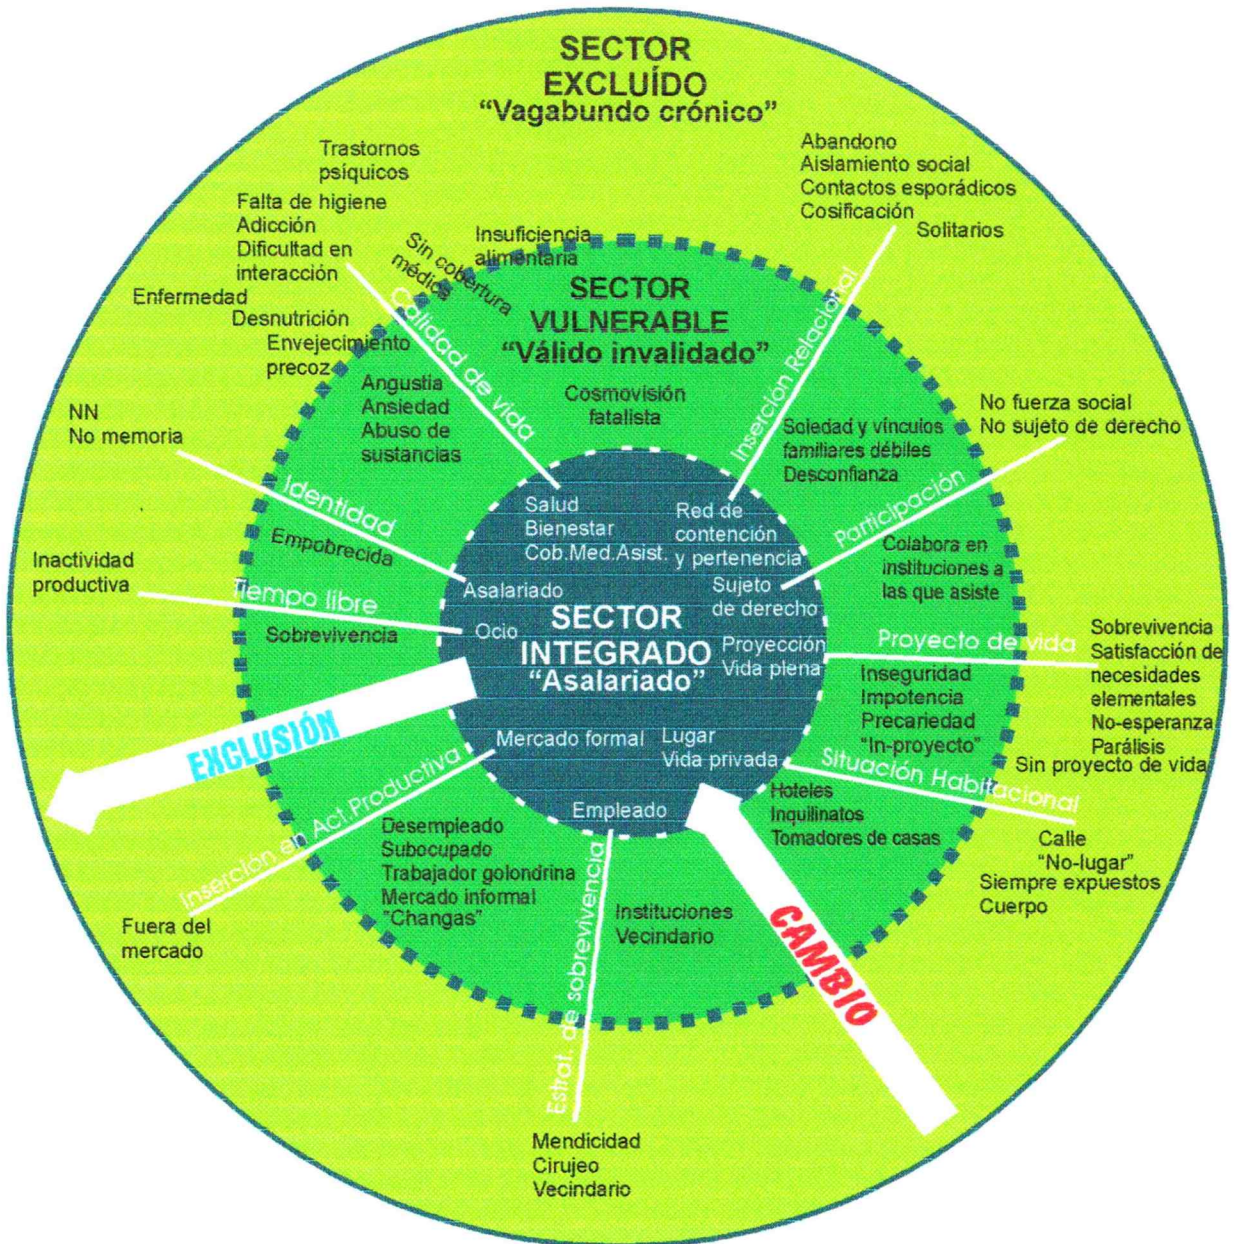 SECTOR
EXCLUÍDO
“Vagabundo crónico”
Trastornos
psíquicos
Falta de higiene
Adicción
Dificultad en
interacción
Enfermedad
Desnutrición
Envejecimiento
precoz
Insuficiencia
alimentaria
Sin cobertura
médica
Abandono
Aislamiento social
Contactos esporádicos
Cosificación
Solitarios
SECTOR
VULNERABLE
“Válido invalidado”
Cosmovisión
fatalista
Calidad de vida
Angustia
Ansiedad
Abuso de
sustancias
Inserción Relacional
Soledad y vínculos
familiares débiles
Desconfianza
NN
No memoria
Identidad
Empobrecida
No fuerza social
No sujeto de derecho
Participación
Colabora en
instituciones a
las que asiste
Inactividad
productiva
Tiempo libre
Sobrevivencia
Salud
Bienestar
Cob.Med.Asist.
Red de
contención
y pertenencia
Asalariado
Sujeto
de derecho
Ocio
SECTOR
INTEGRADO
“Asalariado”
Proyección
Vida plena
Mercado formal
Lugar
Vida privada
Empleado
Proyecto de vida
Inseguridad
Impotencia
Precariedad
“In-proyecto”
Sobrevivencia
Satisfacción de
necesidades
elementales
No-esperanza
Parálisis
Sin proyecto de vida
Situación Habitacional
Hoteles
Inquilinatos
Tomadores de casas
Calle
“No-lugar”
Siempre expuestos
Cuerpo
EXCLUSIÓN
Inserción en Act.Productiva
Desempleado
Subocupado
Trabajador golondrina
Mercado informal
“Changas”
Fuera del
mercado
Estrat. de sobrevivencia
Instituciones
Vecindario
CAMBIO
Mendicidad
Cirujeo
Vecindario